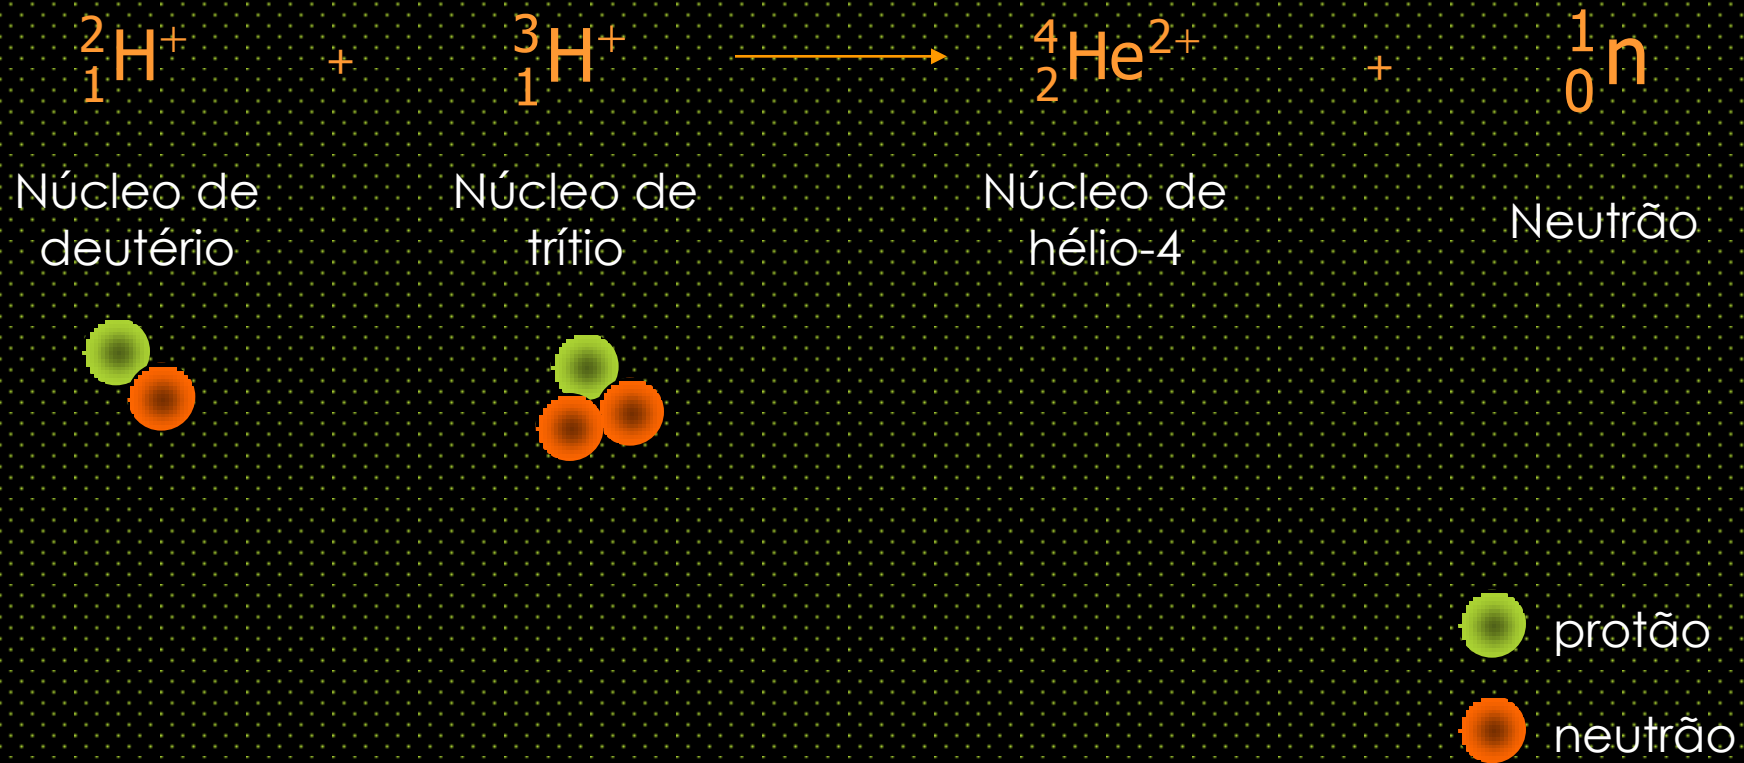 ²₁H⁺ + ³₁H⁺ → ⁴₂He²⁺ + ¹₀n
Núcleo de
deutério
Núcleo de
trítio
Núcleo de
hélio-4
Neutrão
protão
neutrão